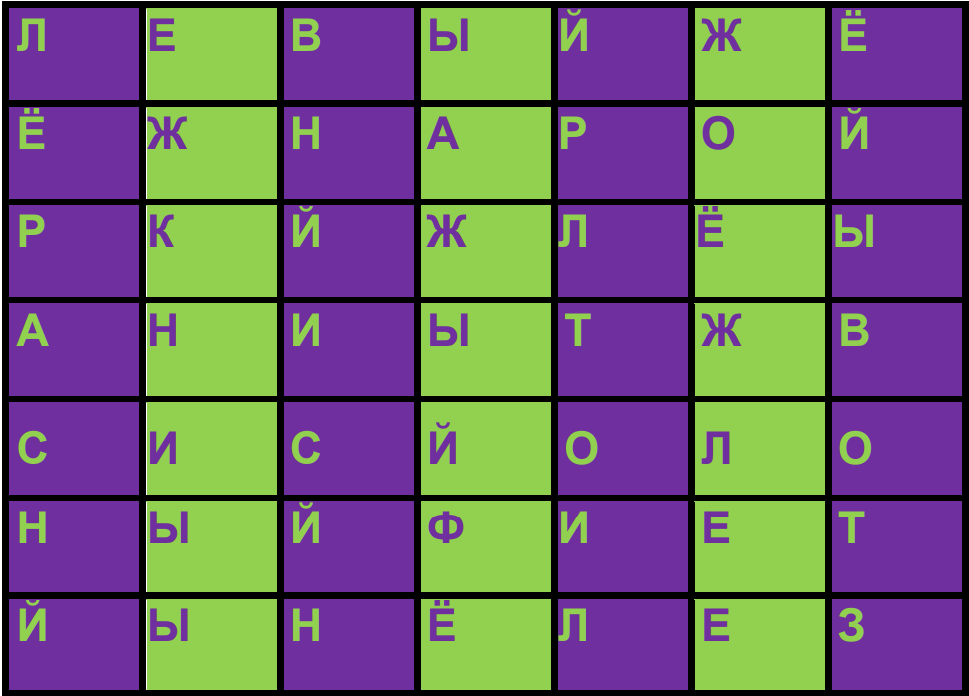 Л Е В Ы Й Ж Ё
Ё Ж Н А Р О Й
Р К Й Ж Л Ё Ы
А Н И Ы Т Ж В
С И С Й О Л О
Н Ы Й Ф И Е Т
Й Ы Н Ё Л Е З